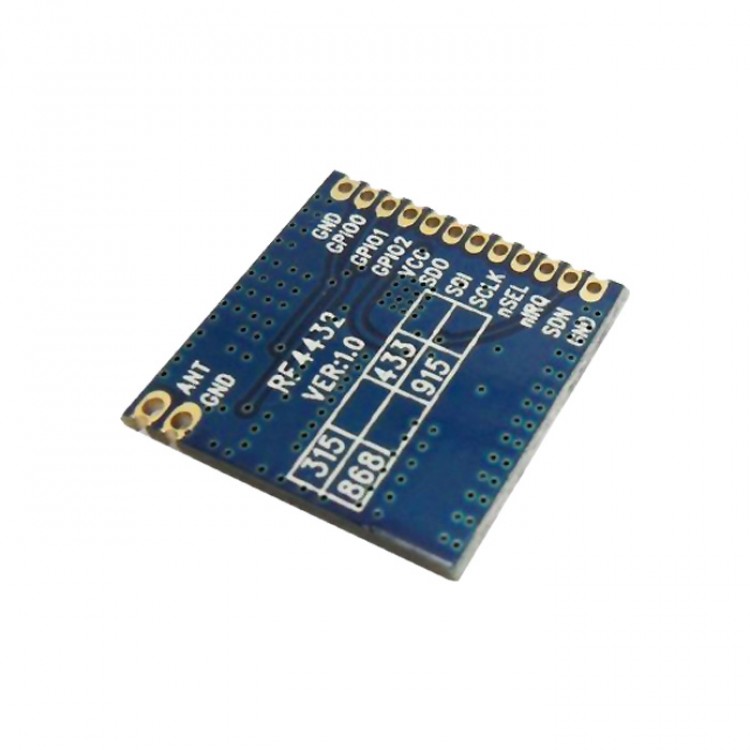 GND
GPIO0
GPIO1
GPIO2
VCC
SDO
SDI
SCLK
nSEL
nIRQ
SDN
GND
ANT
GND
RF4432
VER:1.0
315 433
868 915